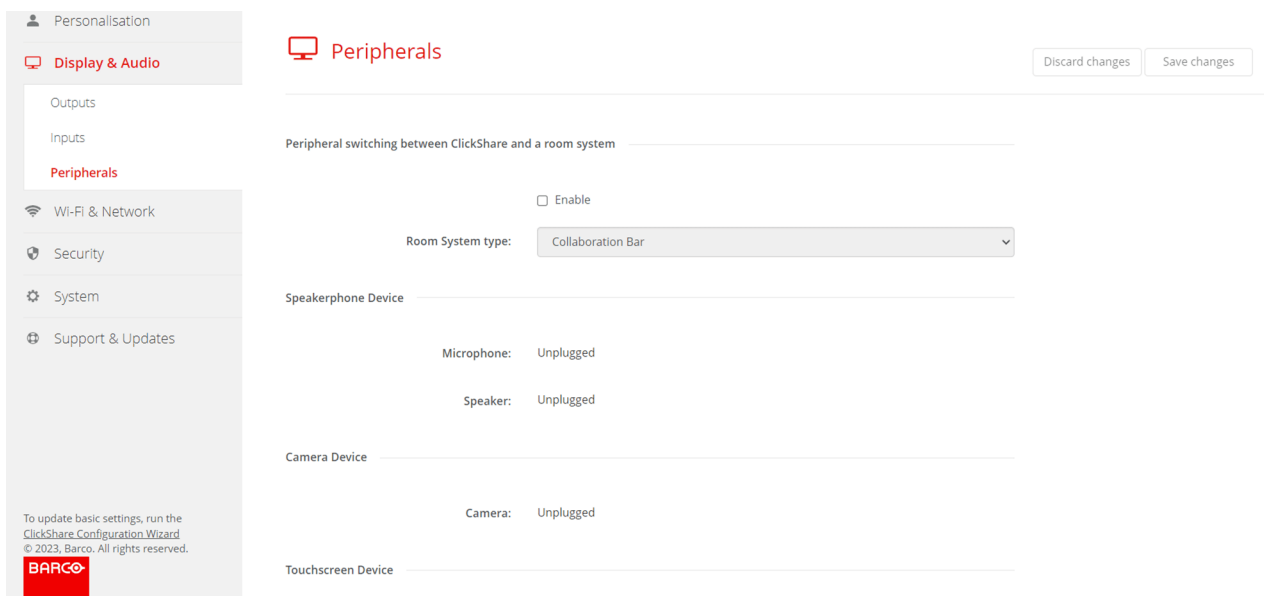 Personalisation
Display & Audio
Outputs
Inputs
Peripherals
Wi-Fi & Network
Security
System
Support & Updates
To update basic settings, run the
ClickShare Configuration Wizard
© 2023, Barco. All rights reserved.
BARCO
Peripherals
Discard changes
Save changes
Peripheral switching between ClickShare and a room system
Enable
Room System type: Collaboration Bar
Speakerphone Device
Microphone: Unplugged
Speaker: Unplugged
Camera Device
Camera: Unplugged
Touchscreen Device